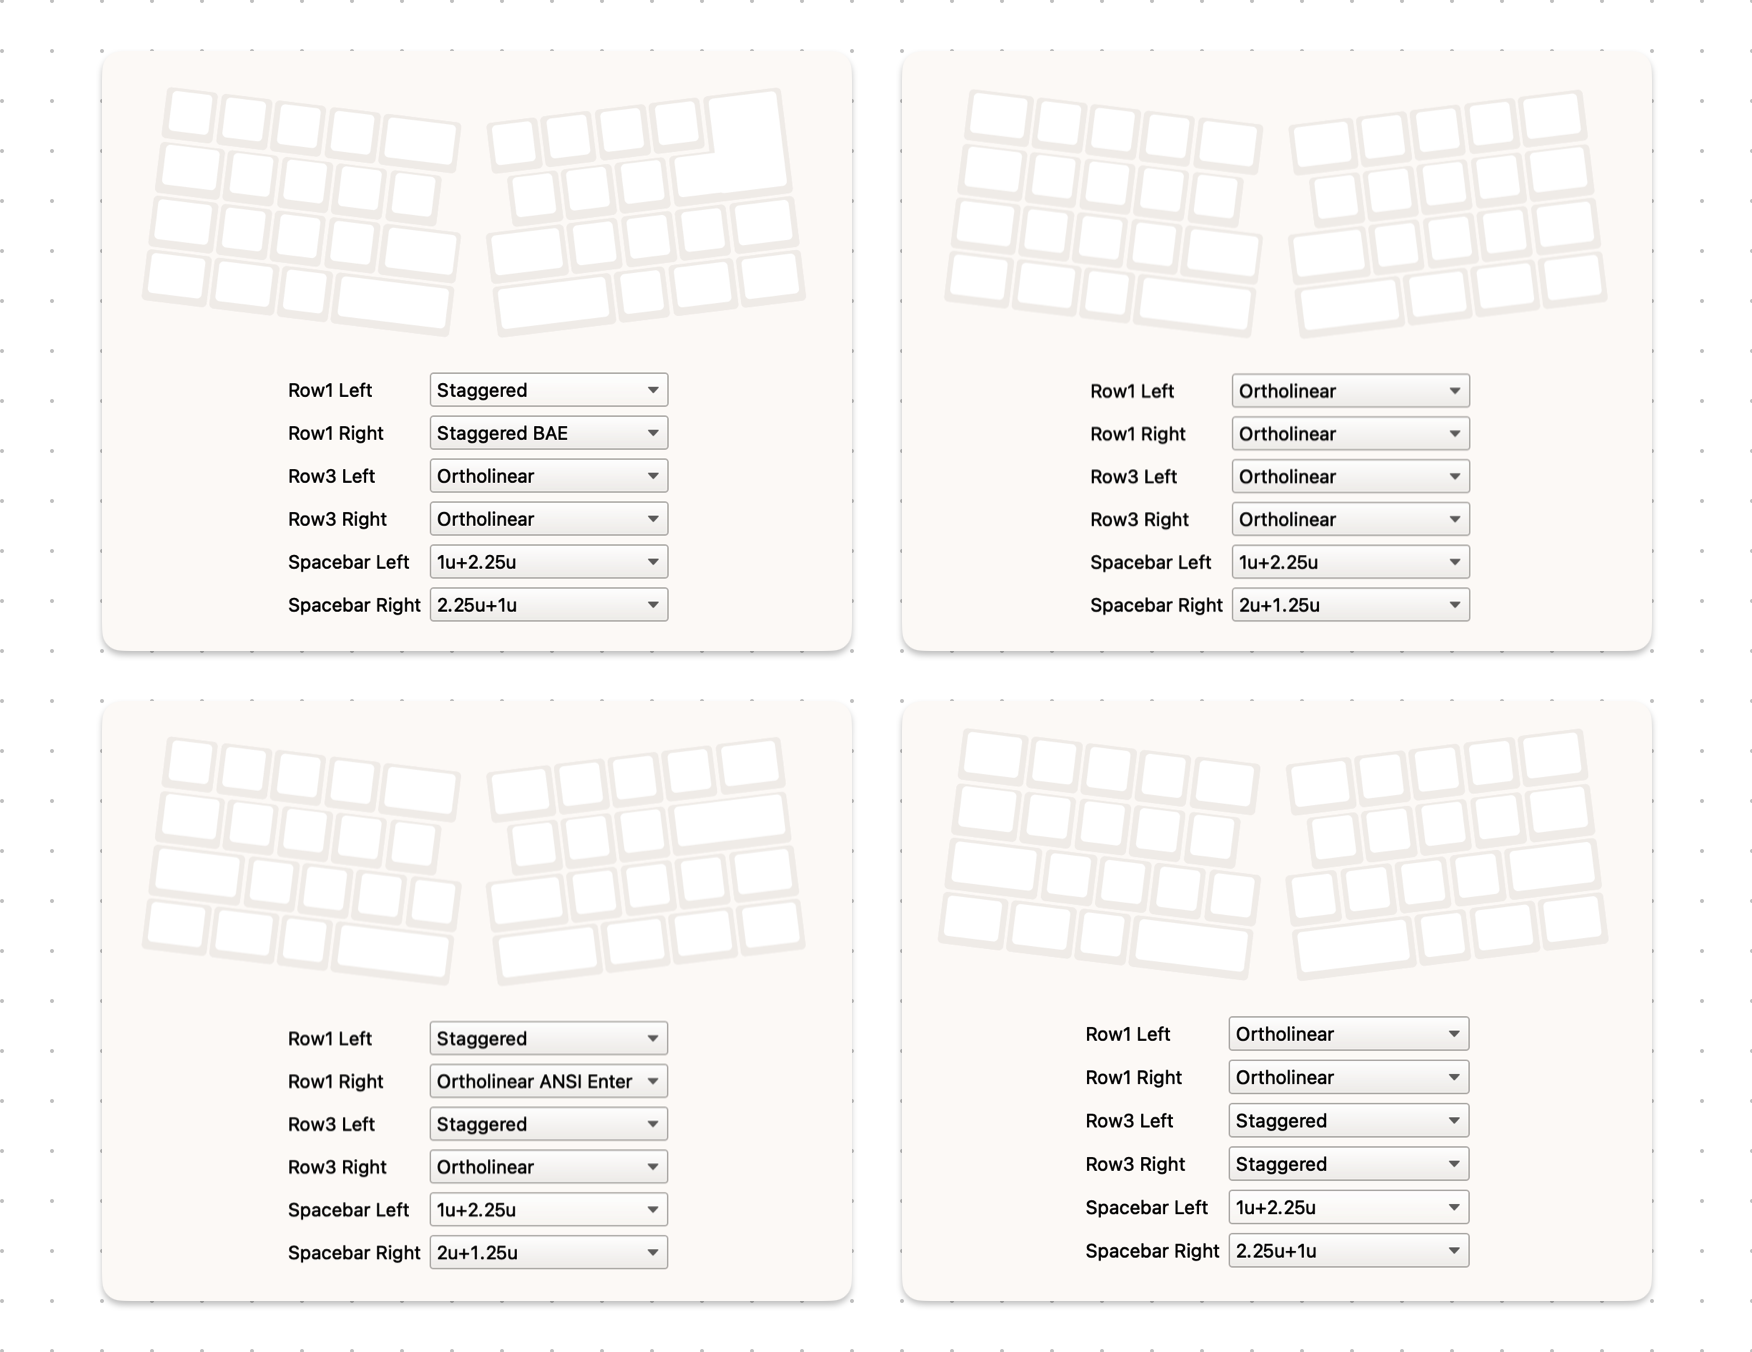 Row1 Left Staggered
Row1 Right Staggered BAE
Row3 Left Ortholinear
Row3 Right Ortholinear
Spacebar Left 1u+2.25u
Spacebar Right 2.25u+1u
Row1 Left Ortholinear
Row1 Right Ortholinear
Row3 Left Ortholinear
Row3 Right Ortholinear
Spacebar Left 1u+2.25u
Spacebar Right 2u+1.25u
Row1 Left Staggered
Row1 Right Ortholinear ANSI Enter
Row3 Left Staggered
Row3 Right Ortholinear
Spacebar Left 1u+2.25u
Spacebar Right 2u+1.25u
Row1 Left Ortholinear
Row1 Right Ortholinear
Row3 Left Staggered
Row3 Right Staggered
Spacebar Left 1u+2.25u
Spacebar Right 2.25u+1u